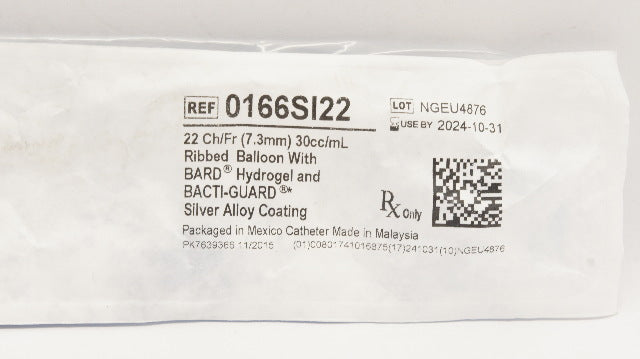 REF 0166SI22
LOT NGEU4876
USE BY 2024-10-31
22 Ch/Fr (7.3mm) 30cc/mL
Ribbed Balloon With
BARD® Hydrogel and
BACTI-GUARD®*
Silver Alloy Coating
Rx Only
Packaged in Mexico Catheter Made in Malaysia
PK7639366 11/2015 (01)00801741016875(17)241031(10)NGEU4876